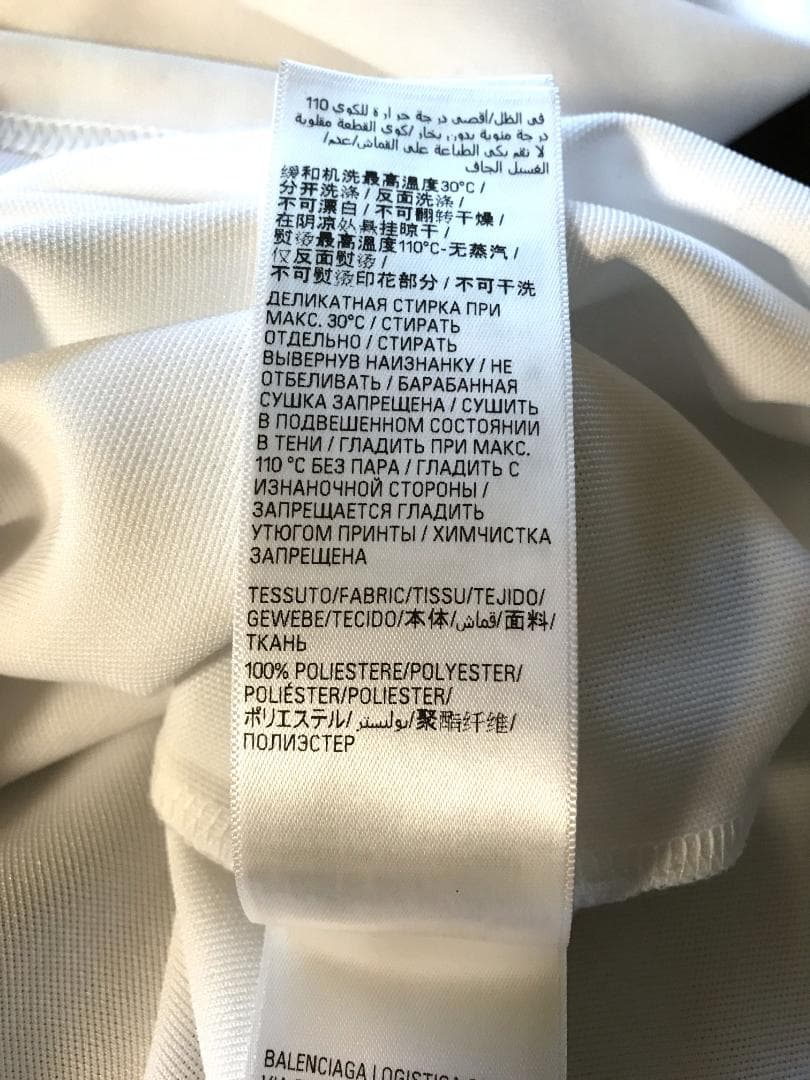 في الظل/أقصى درجة حرارة للكوي 110
درجة مئوية بدون بخار/كوي القطعة مقلوبة
لا تقم بكي الطباعة على القماش/عدم/
الغسيل الجاف
缓和机洗最高温度30°C /
分开洗涤 / 反面洗涤 /
不可漂白 / 不可翻转干燥 /
在阴凉处悬挂晾干 /
熨烫最高温度110°C-无蒸汽 /
仅反面熨烫 /
不可熨烫印花部分 / 不可干洗
ДЕЛИКАТНАЯ СТИРКА ПРИ
МАКС. 30°C / СТИРАТЬ
ОТДЕЛЬНО / СТИРАТЬ
ВЫВЕРНУВ НАИЗНАНКУ / НЕ
ОТБЕЛИВАТЬ / БАРАБАННАЯ
СУШКА ЗАПРЕЩЕНА / СУШИТЬ
В ПОДВЕШЕННОМ СОСТОЯНИИ
В ТЕНИ / ГЛАДИТЬ ПРИ МАКС.
110 °C БЕЗ ПАРА / ГЛАДИТЬ С
ИЗНАНОЧНОЙ СТОРОНЫ /
ЗАПРЕЩАЕТСЯ ГЛАДИТЬ
УТЮГОМ ПРИНТЫ / ХИМЧИСТКА
ЗАПРЕЩЕНА
TESSUTO/FABRIC/TISSU/TEJIDO/
GEWEBE/TECIDO/本体/قماش/面料/
ТКАНЬ
100% POLIESTERE/POLYESTER/
POLIÉSTER/POLIESTER/
ポリエステル/بوليستر/聚酯纤维/
ПОЛИЭСТЕР
BALENCIAGA LOGISTICA